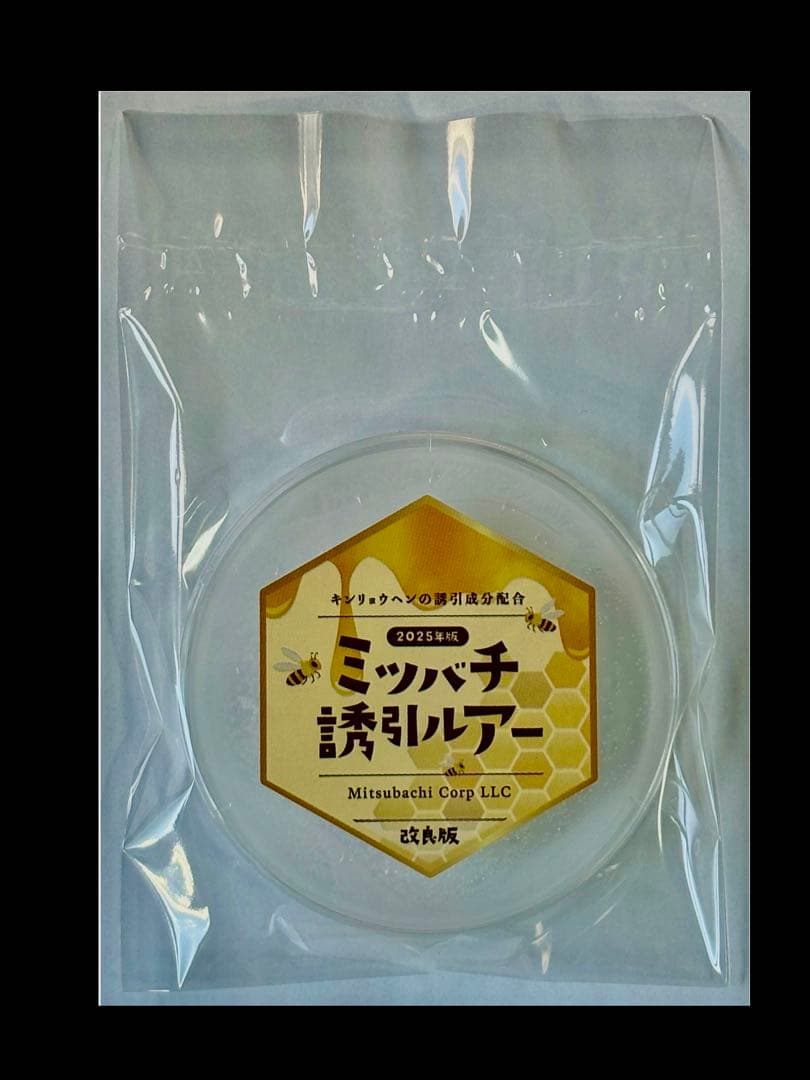 キンリョウヘンの誘引成分配合
2025年版
ミツバチ
誘引ルアー
Mitsubachi Corp LLC
改良版